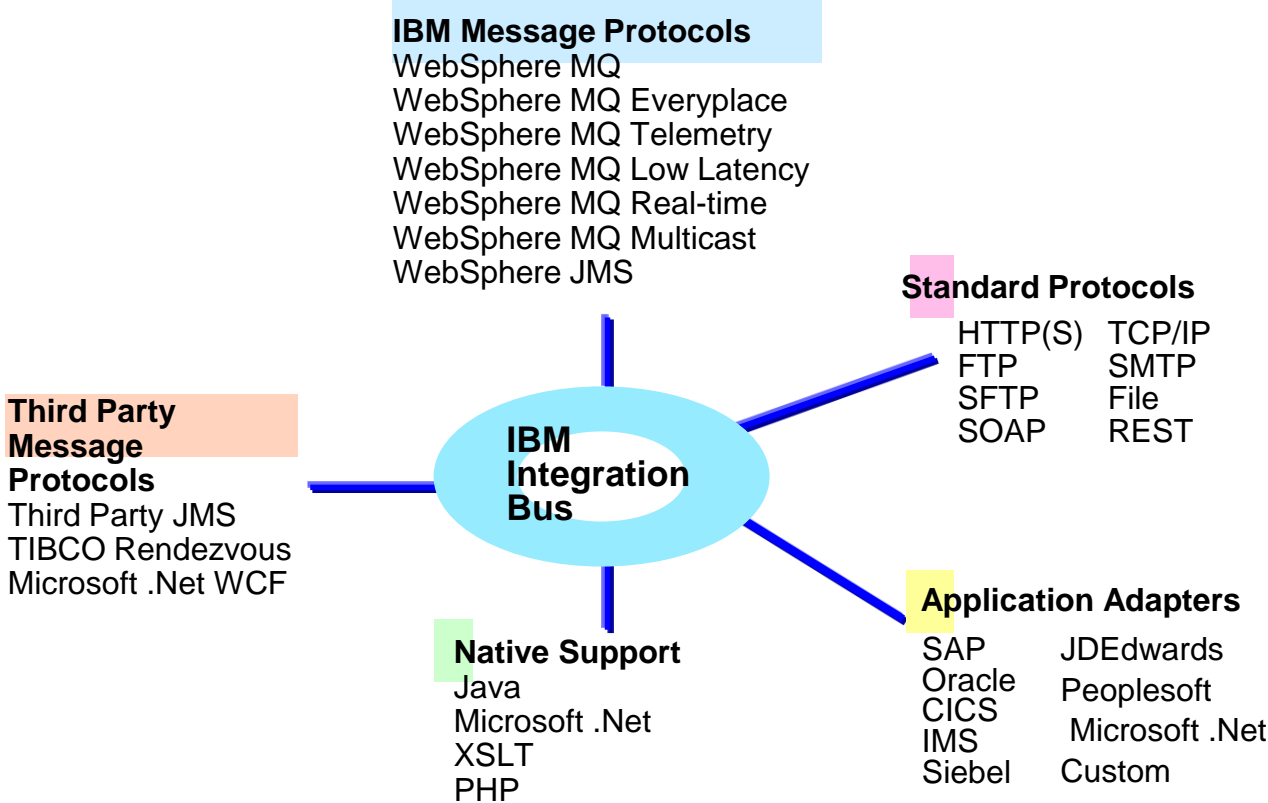 IBM Message Protocols
WebSphere MQ
WebSphere MQ Everyplace
WebSphere MQ Telemetry
WebSphere MQ Low Latency
WebSphere MQ Real-time
WebSphere MQ Multicast
WebSphere JMS
Standard Protocols
HTTP(S) TCP/IP
FTP SMTP
SFTP File
SOAP REST
Third Party
Message
Protocols
Third Party JMS
TIBCO Rendezvous
Microsoft .Net WCF
IBM
Integration
Bus
Native Support
Java
Microsoft .Net
XSLT
PHP
Application Adapters
SAP JDEdwards
Oracle Peoplesoft
CICS Microsoft .Net
IMS
Siebel Custom